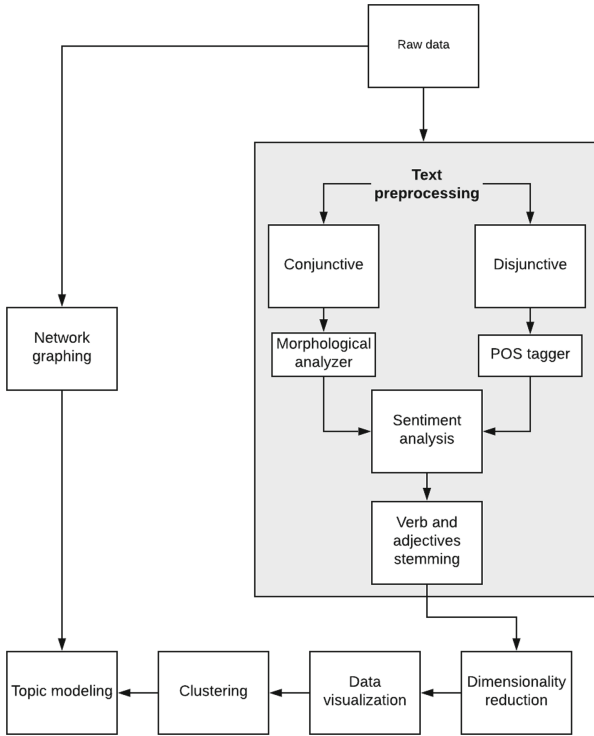 Raw data
Text
preprocessing
Conjunctive
Disjunctive
Network
graphing
Morphological
analyzer
POS tagger
Sentiment
analysis
Verb and
adjectives
stemming
Topic modeling
Clustering
Data
visualization
Dimensionality
reduction